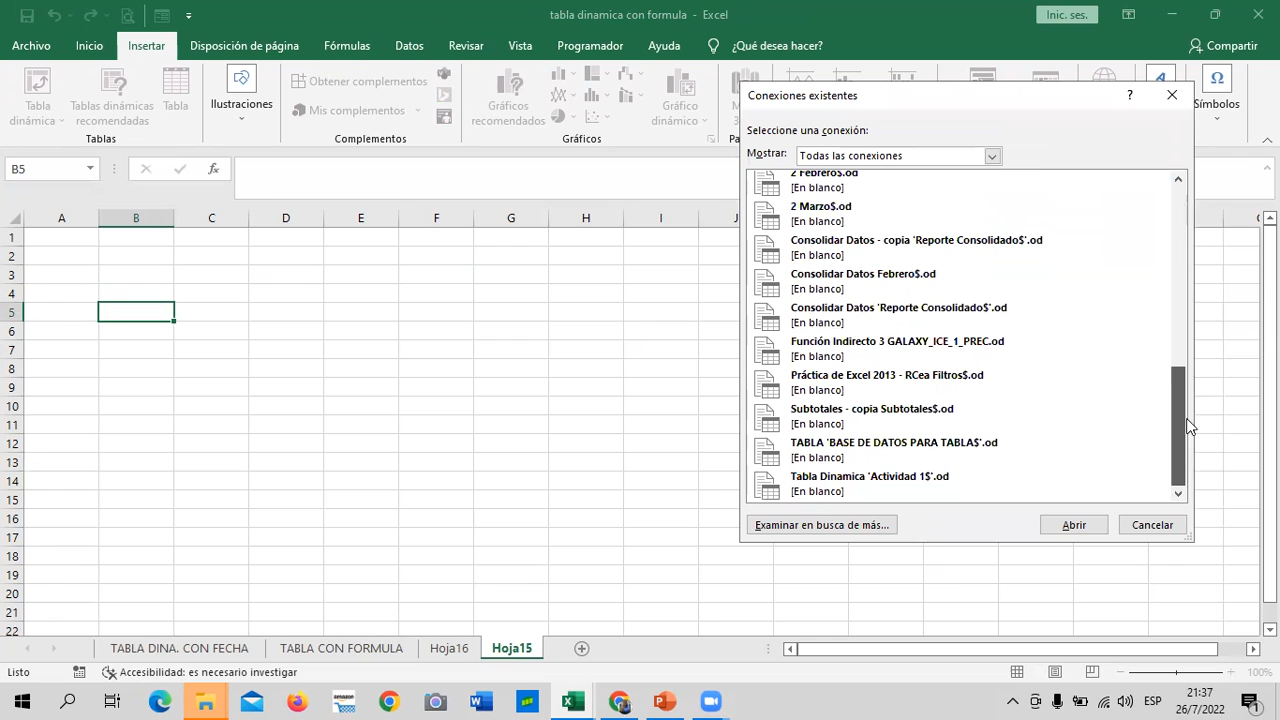 tabla dinamica con formula - Excel
Inic. ses.
Archivo
Inicio
Insertar
Disposición de página
Fórmulas
Datos
Revisar
Vista
Programador
Ayuda
¿Qué desea hacer?
Compartir
Tabla
dinámica
Tablas dinámicas
recomendadas
Tabla
Tablas
Ilustraciones
Obtener complementos
Mis complementos
Complementos
Gráficos
recomendados
Gráfico
dinámico
Gráficos
Símbolos
Conexiones existentes
?
Seleccione una conexión:
Mostrar:
Todas las conexiones
2 Febrero$.od
[En blanco]
2 Marzo$.od
[En blanco]
Consolidar Datos - copia 'Reporte Consolidado$'.od
[En blanco]
Consolidar Datos Febrero$.od
[En blanco]
Consolidar Datos 'Reporte Consolidado$'.od
[En blanco]
Función Indirecto 3 GALAXY_ICE_1_PREC.od
[En blanco]
Práctica de Excel 2013 - RCea Filtros$.od
[En blanco]
Subtotales - copia Subtotales$.od
[En blanco]
TABLA 'BASE DE DATOS PARA TABLA$'.od
[En blanco]
Tabla Dinamica 'Actividad 1$'.od
[En blanco]
Examinar en busca de más...
Abrir
Cancelar
B5
fx
A B C D E F G H I
1
2
3
4
5
6
7
8
9
10
11
12
13
14
15
16
17
18
19
20
21
22
TABLA DINA. CON FECHA
TABLA CON FORMULA
Hoja16
Hoja15
Listo
Accesibilidad: es necesario investigar
100%
ESP
21:37
26/7/2022